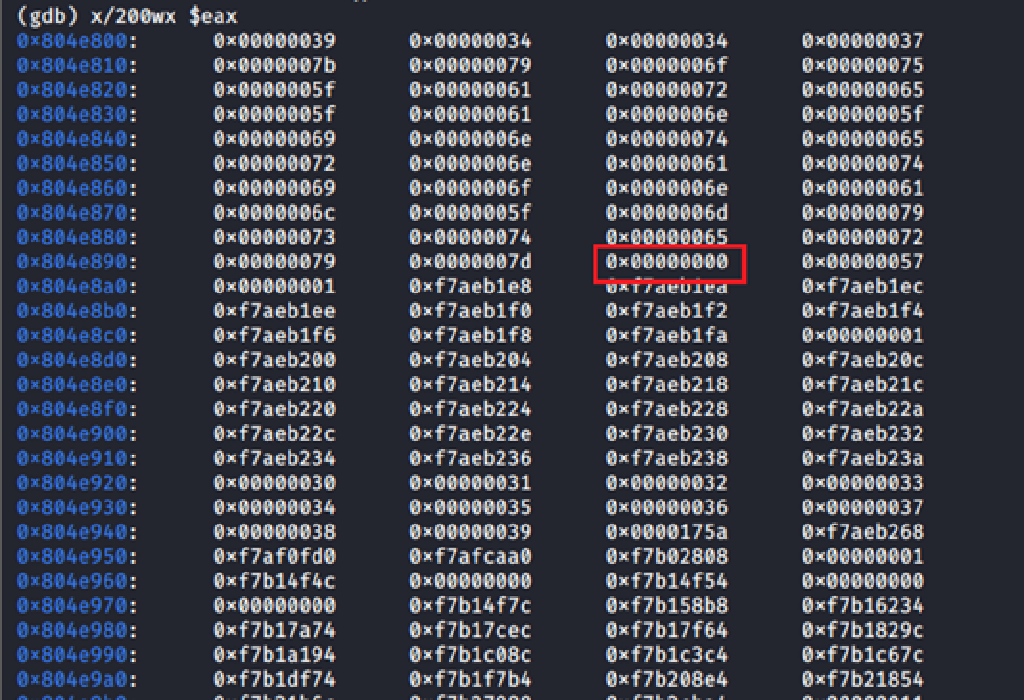 (gdb) x/200wx $eax
0x804e800: 0x00000039 0x00000034 0x00000034 0x00000037
0x804e810: 0x0000007b 0x00000079 0x0000006f 0x00000075
0x804e820: 0x0000005f 0x00000061 0x00000072 0x00000065
0x804e830: 0x0000005f 0x00000061 0x0000006e 0x0000005f
0x804e840: 0x00000069 0x0000006e 0x00000074 0x00000065
0x804e850: 0x00000072 0x0000006e 0x00000061 0x00000074
0x804e860: 0x00000069 0x0000006f 0x0000006e 0x00000061
0x804e870: 0x0000006c 0x0000005f 0x0000006d 0x00000079
0x804e880: 0x00000073 0x00000074 0x00000065 0x00000072
0x804e890: 0x00000079 0x0000007d 0x00000000 0x00000057
0x804e8a0: 0x00000001 0xf7aeb1e8 0xf7aeb1ea 0xf7aeb1ec
0x804e8b0: 0xf7aeb1ee 0xf7aeb1f0 0xf7aeb1f2 0xf7aeb1f4
0x804e8c0: 0xf7aeb1f6 0xf7aeb1f8 0xf7aeb1fa 0x00000001
0x804e8d0: 0xf7aeb200 0xf7aeb204 0xf7aeb208 0xf7aeb20c
0x804e8e0: 0xf7aeb210 0xf7aeb214 0xf7aeb218 0xf7aeb21c
0x804e8f0: 0xf7aeb220 0xf7aeb224 0xf7aeb228 0xf7aeb22a
0x804e900: 0xf7aeb22c 0xf7aeb22e 0xf7aeb230 0xf7aeb232
0x804e910: 0xf7aeb234 0xf7aeb236 0xf7aeb238 0xf7aeb23a
0x804e920: 0x00000030 0x00000031 0x00000032 0x00000033
0x804e930: 0x00000034 0x00000035 0x00000036 0x00000037
0x804e940: 0x00000038 0x00000039 0x0000175a 0xf7aeb268
0x804e950: 0xf7af0fd0 0xf7afcaa0 0xf7b02808 0x00000001
0x804e960: 0xf7b14f4c 0x00000000 0xf7b14f54 0x00000000
0x804e970: 0x00000000 0xf7b14f7c 0xf7b158b8 0xf7b16234
0x804e980: 0xf7b17a74 0xf7b17cec 0xf7b17f64 0xf7b1829c
0x804e990: 0xf7b1a194 0xf7b1c08c 0xf7b1c3c4 0xf7b1c67c
0x804e9a0: 0xf7b1df74 0xf7b1f7b4 0xf7b208e4 0xf7b21854